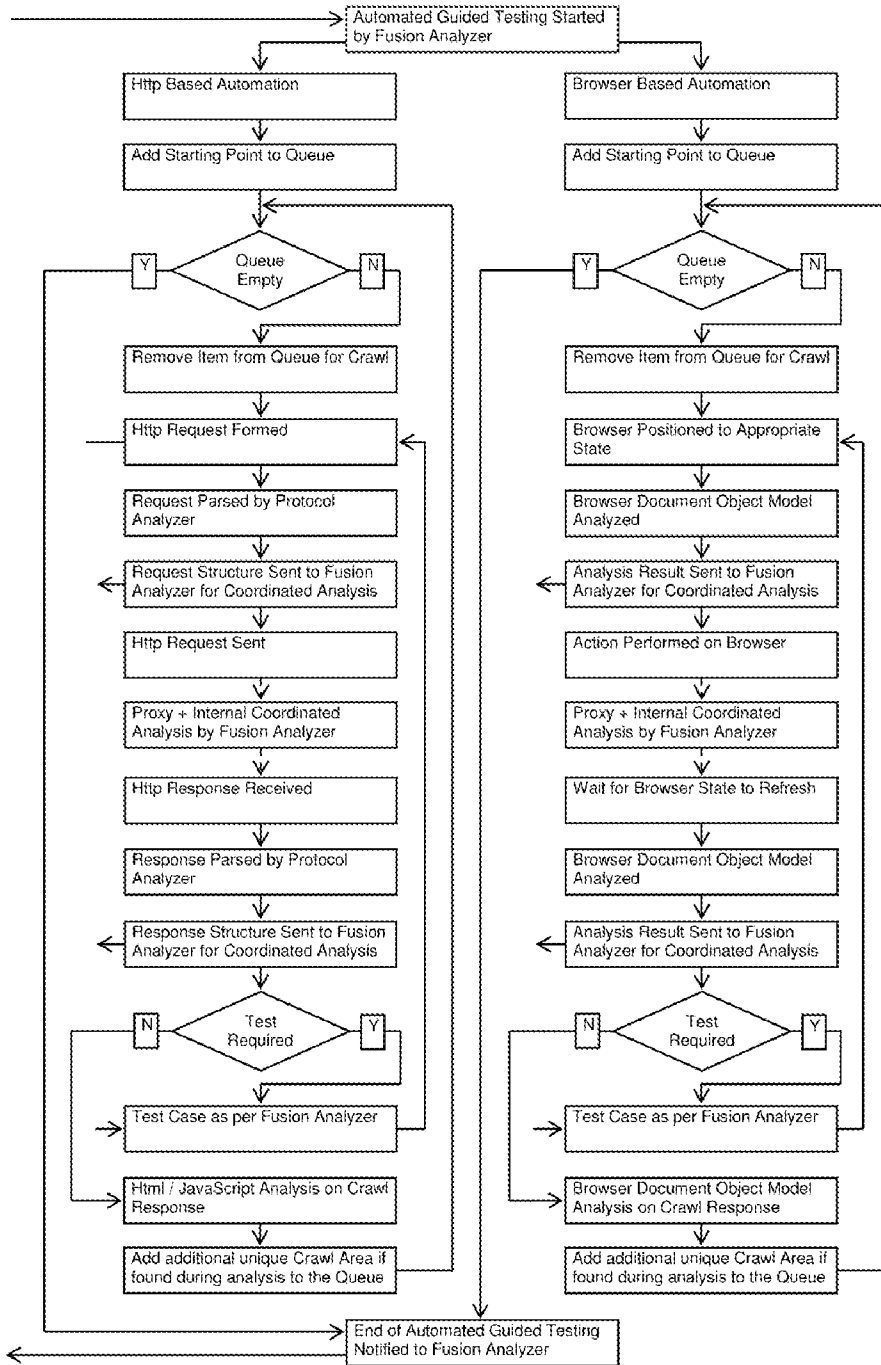 Automated Guided Testing Started
by Fusion Analyzer
Http Based Automation
Add Starting Point to Queue
Y
Queue
Empty
N
Remove Item from Queue for Crawl
Http Request Formed
Request Parsed by Protocol
Analyzer
Request Structure Sent to Fusion
Analyzer for Coordinated Analysis
Http Request Sent
Proxy + Internal Coordinated
Analysis by Fusion Analyzer
Http Response Received
Response Parsed by Protocol
Analyzer
Response Structure Sent to Fusion
Analyzer for Coordinated Analysis
N
Test
Required
Y
Test Case as per Fusion Analyzer
Html / JavaScript Analysis on Crawl
Response
Add additional unique Crawl Area if
found during analysis to the Queue
Browser Based Automation
Add Starting Point to Queue
Y
Queue
Empty
N
Remove Item from Queue for Crawl
Browser Positioned to Appropriate
State
Browser Document Object Model
Analyzed
Analysis Result Sent to Fusion
Analyzer for Coordinated Analysis
Action Performed on Browser
Proxy + Internal Coordinated
Analysis by Fusion Analyzer
Wait for Browser State to Refresh
Browser Document Object Model
Analyzed
Analysis Result Sent to Fusion
Analyzer for Coordinated Analysis
N
Test
Required
Y
Test Case as per Fusion Analyzer
Browser Document Object Model
Analysis on Crawl Response
Add additional unique Crawl Area if
found during analysis to the Queue
End of Automated Guided Testing
Notified to Fusion Analyzer